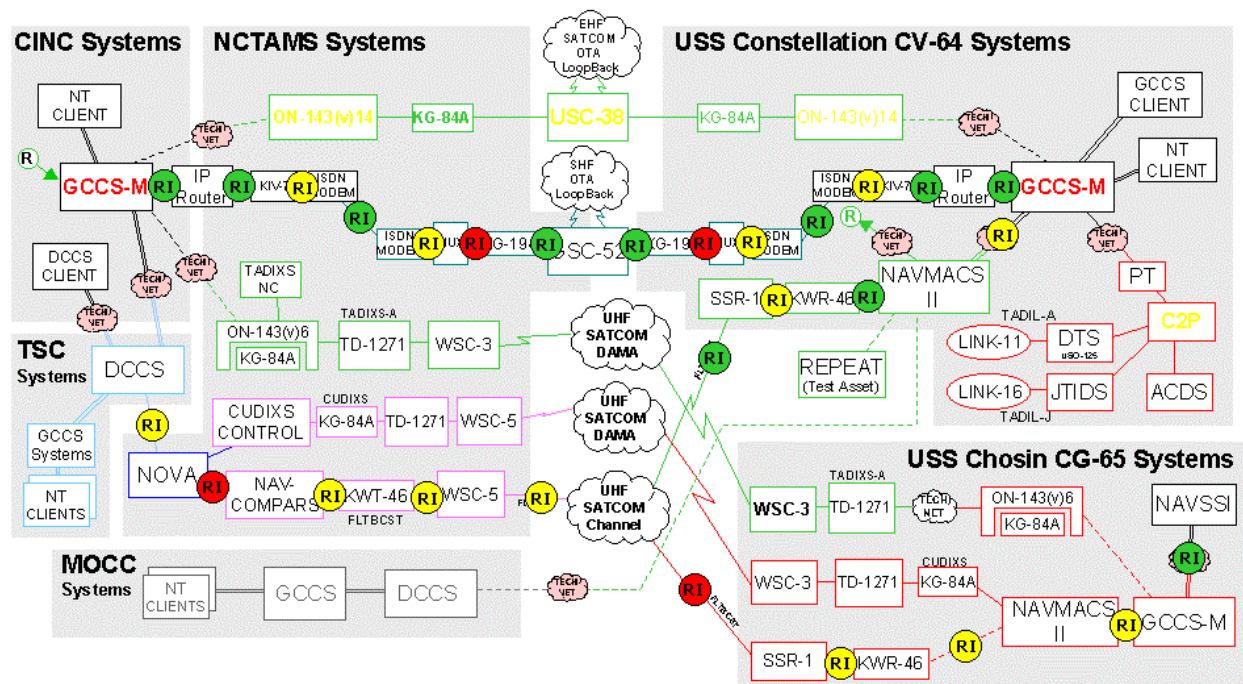 CINC Systems
NT
CLIENT
R
TECH
NET
GCCS-M
RI
IP
Router
RI
RI
ISDN
MODEM
RI
DCCS
CLIENT
TECH
NET
TECH
NET
TECH
NET
NCTAMS Systems
ON-143(v)14
KG-84A
EHF
SATCOM
OTA
LoopBack
USC-38
SHF
SATCOM
OTA
LoopBack
ISDN
MODEM
RI
RI
RI
RI
RI
RI
ISDN
MODEM
RI
TADIXS
NC
ON-143(v)6
KG-84A
TADIXS-A
TD-1271
WSC-3
UHF
SATCOM
DAMA
CUDIXS
CONTROL
CUDIXS
KG-84A
TD-1271
WSC-5
UHF
SATCOM
DAMA
NOVA
RI
NAV-
COMPARS
RI
KWT-46
FLTBCST
RI
WSC-5
RI
UHF
SATCOM
Channel
TSC
Systems
DCCS
RI
GCCS
Systems
NT
CLIENTS
MOCC
Systems
NT
CLIENTS
GCCS
DCCS
TECH
NET
USS Constellation CV-64 Systems
KG-84A
ON-143(v)14
TECH
NET
GCCS
CLIENT
NT
CLIENT
ISDN
MODEM
RI
RI
IP
Router
RI
GCCS-M
R
TECH
NET
RI
TECH
NET
SSR-1
RI
KWR-46
RI
NAVMACS
II
RI
REPEAT
(Test Asset)
PT
C2P
TADIL-A
LINK-11
DTS
USQ-125
LINK-16
TADIL-J
JTIDS
ACDS
USS Chosin CG-65 Systems
WSC-3
TADIXS-A
TD-1271
TECH
NET
ON-143(v)6
KG-84A
NAVSSI
RI
WSC-3
TD-1271
CUDIXS
KG-84A
NAVMACS
II
RI
GCCS-M
RI
FLTBCST
SSR-1
RI
KWR-46
RI